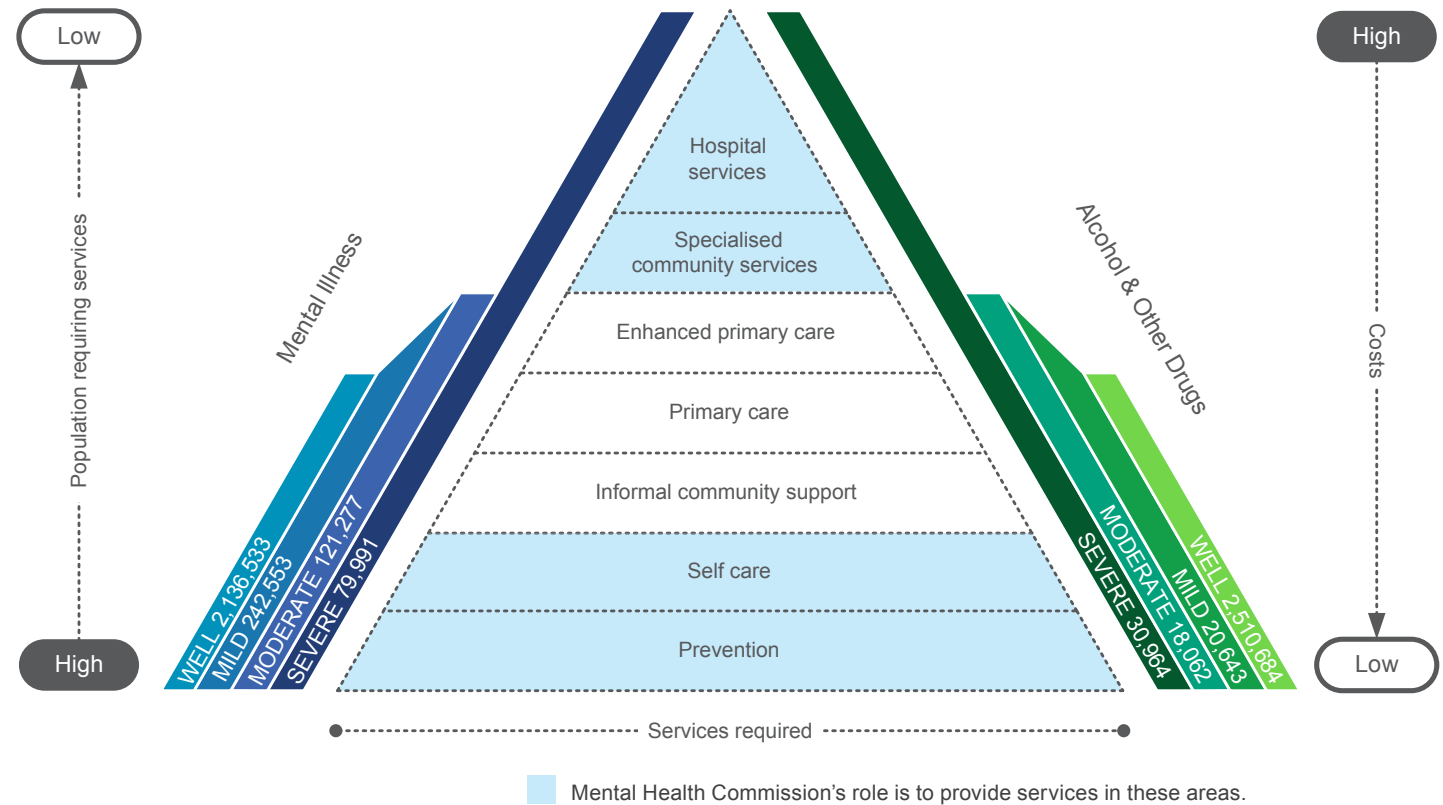 Low
High
Population requiring services
Mental Illness
WELL 2,136,533
MILD 242,553
MODERATE 121,277
SEVERE 79,991
Hospital
services
Specialised
community services
Enhanced primary care
Primary care
Informal community support
Self care
Prevention
Services required
Alcohol & Other Drugs
SEVERE 30,964
MODERATE 18,062
MILD 20,643
WELL 2,510,684
High
Costs
Low
Mental Health Commission's role is to provide services in these areas.